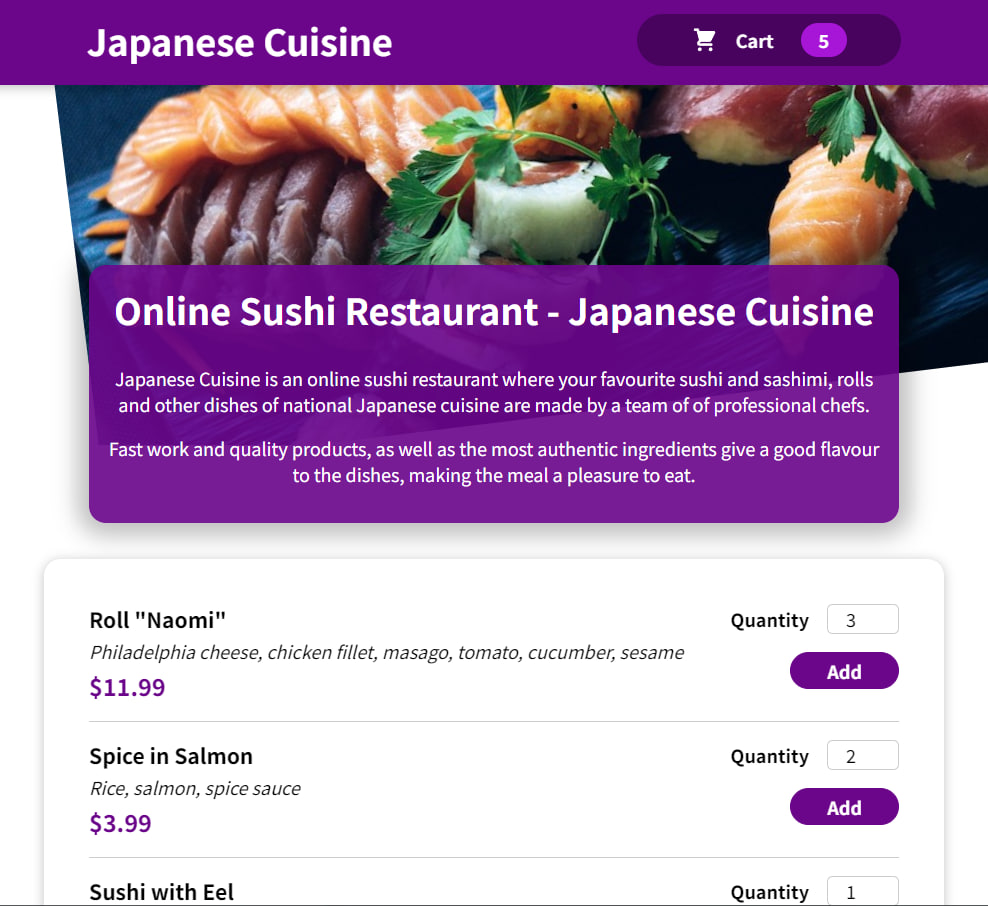 Japanese Cuisine
Cart 5
Online Sushi Restaurant - Japanese Cuisine
Japanese Cuisine is an online sushi restaurant where your favourite sushi and sashimi, rolls
and other dishes of national Japanese cuisine are made by a team of of professional chefs.
Fast work and quality products, as well as the most authentic ingredients give a good flavour
to the dishes, making the meal a pleasure to eat.
Roll "Naomi"
Quantity 3
Philadelphia cheese, chicken fillet, masago, tomato, cucumber, sesame
$11.99
Add
Spice in Salmon
Quantity 2
Rice, salmon, spice sauce
$3.99
Add
Sushi with Eel
Quantity 1